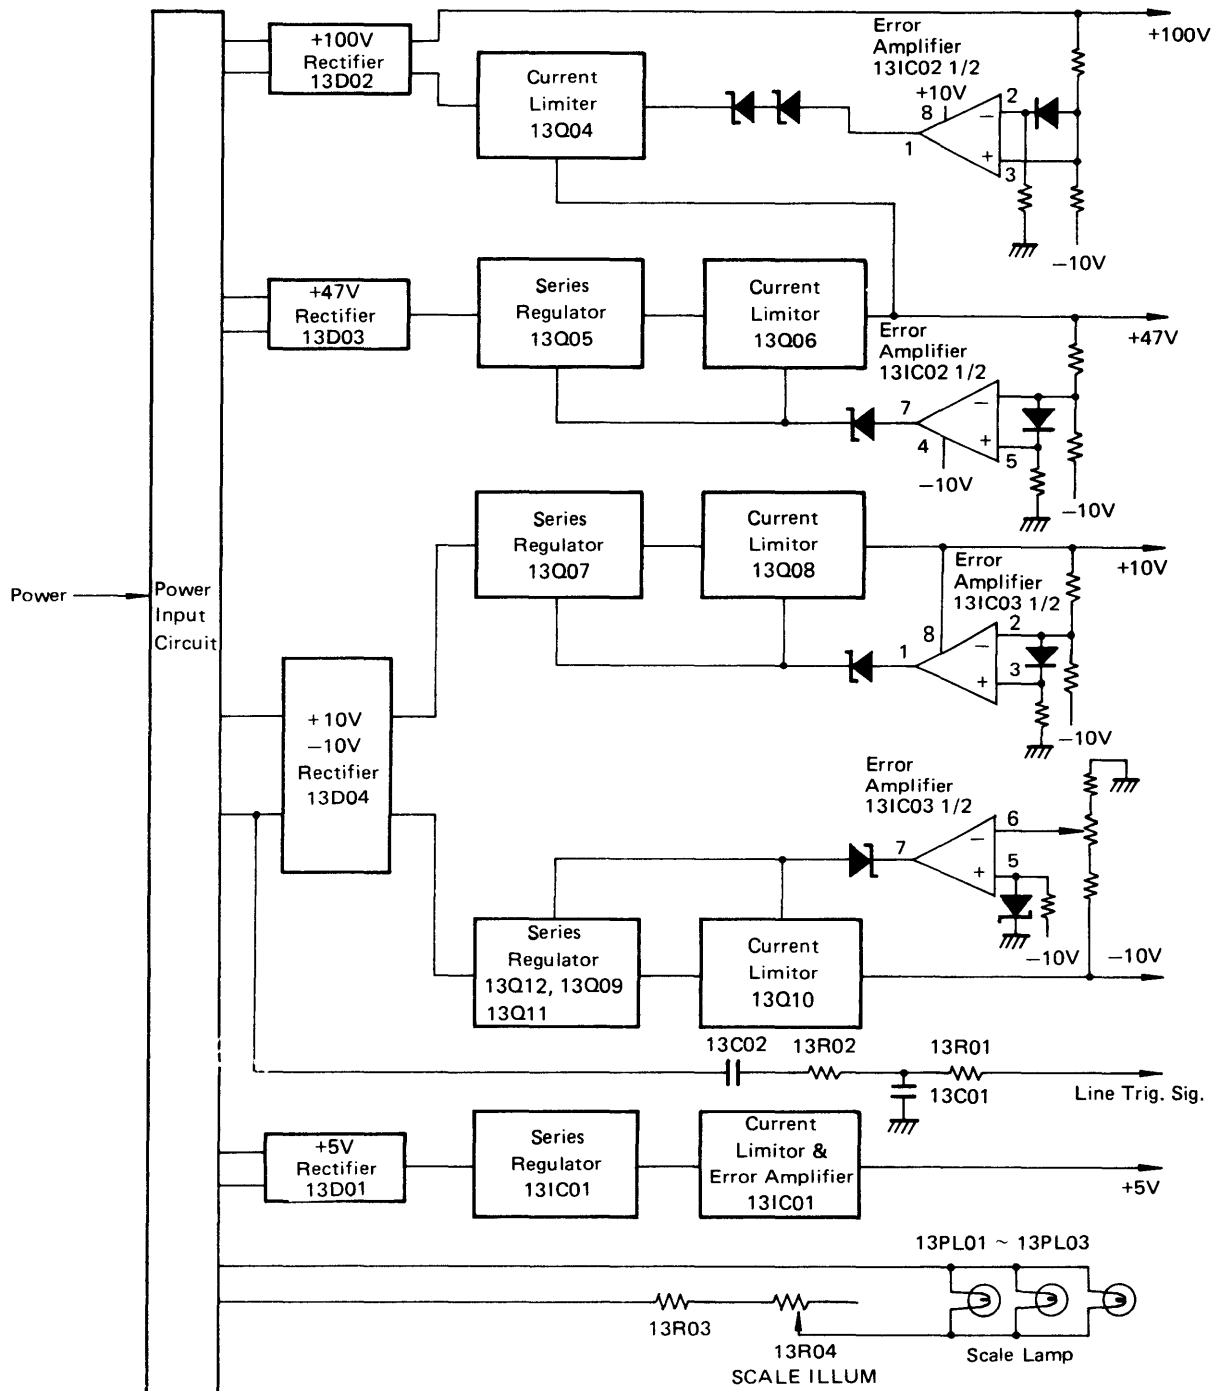 +100V
Rectifier
13D02
Current
Limiter
13Q04
Error
Amplifier
13IC02 1/2
+10V
8
2
−
+
1
3
−10V
+100V
+47V
Rectifier
13D03
Series
Regulator
13Q05
Current
Limitor
13Q06
Error
Amplifier
13IC02 1/2
+47V
7
−
+
4
5
−10V
−10V
Series
Regulator
13Q07
Current
Limitor
13Q08
Error
Amplifier
13IC03 1/2
+10V
8
2
−
1
3
+
−10V
Power
Power
Input
Circuit
+10V
−10V
Rectifier
13D04
Error
Amplifier
13IC03 1/2
6
−
7
5
+
−10V
−10V
Series
Regulator
13Q12, 13Q09
13Q11
Current
Limitor
13Q10
13C02
13R02
13R01
13C01
Line Trig. Sig.
+5V
Rectifier
13D01
Series
Regulator
13IC01
Current
Limitor &
Error Amplifier
13IC01
+5V
13PL01 ~ 13PL03
13R03
13R04
SCALE ILLUM
Scale Lamp